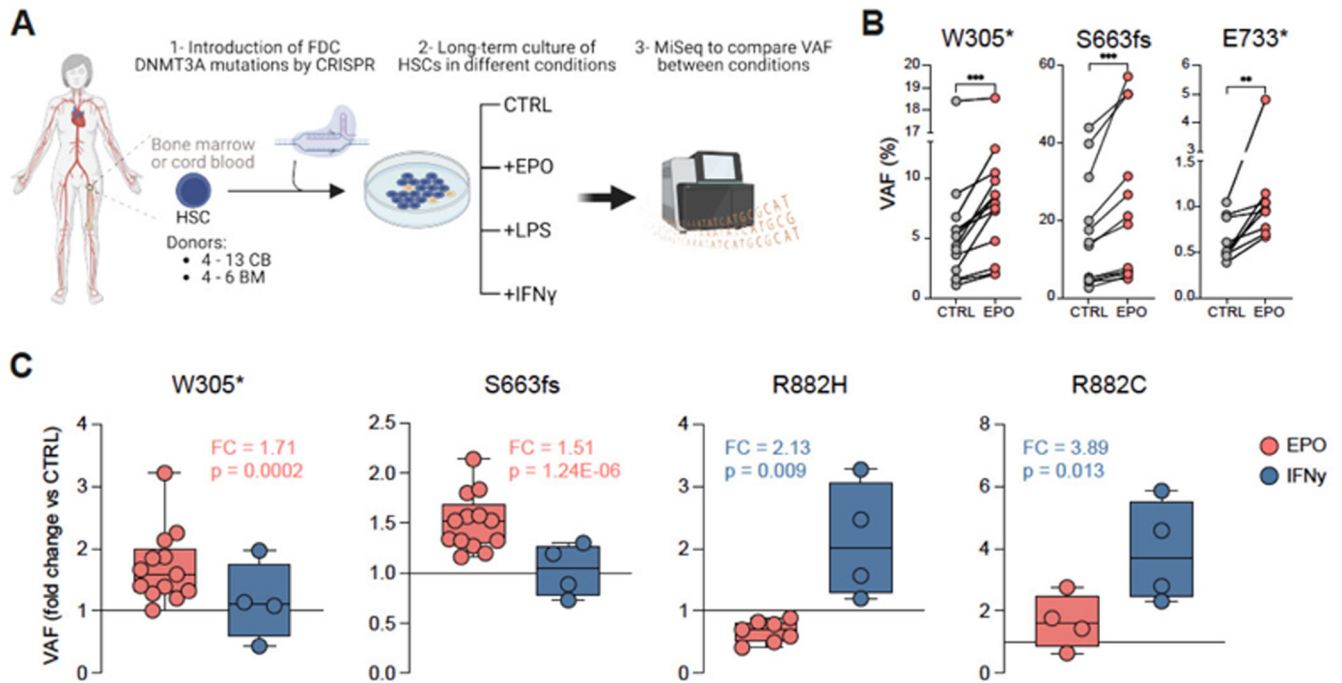 A
1- Introduction of FDC
DNMT3A mutations by CRISPR
2- Long-term culture of
HSCs in different conditions
3- MiSeq to compare VAF
between conditions
Bone marrow
or cord blood
HSC
Donors:
• 4 - 13 CB
• 4 - 6 BM
CTRL
+EPO
+LPS
+IFNγ
B
W305*
S663fs
E733*
VAF (%)
20
19
18
17
15
10
5
0
***
CTRL EPO
60
40
20
0
***
CTRL EPO
6
5
4
3
1.5
1.0
0.5
0.0
**
CTRL EPO
C
W305*
S663fs
R882H
R882C
VAF (fold change vs CTRL)
4
3
2
1
0
FC = 1.71
p = 0.0002
2.5
2.0
1.5
1.0
0.5
0.0
FC = 1.51
p = 1.24E-06
4
3
2
1
0
FC = 2.13
p = 0.009
8
6
4
2
0
FC = 3.89
p = 0.013
EPO
IFNγ